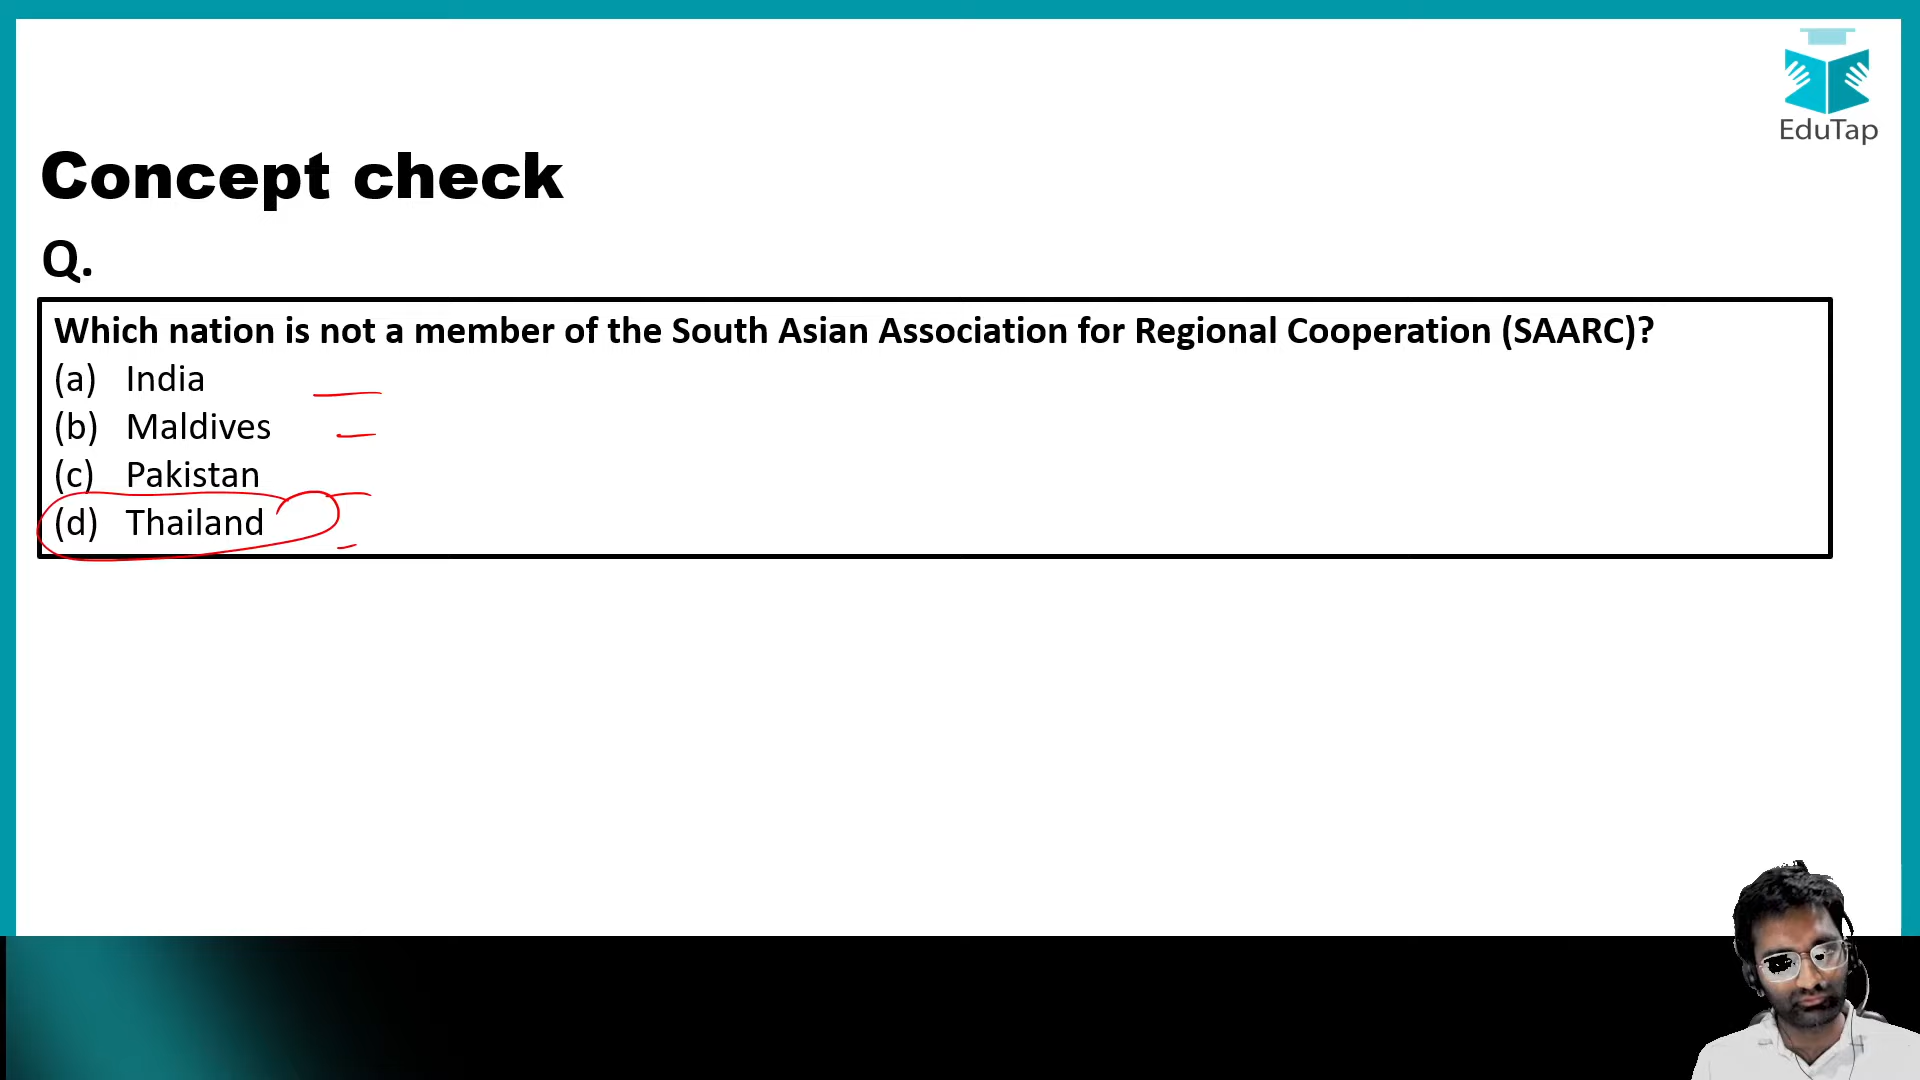 EduTap
Concept check
Q.
Which nation is not a member of the South Asian Association for Regional Cooperation (SAARC)?
(a) India
(b) Maldives
(c) Pakistan
(d) Thailand